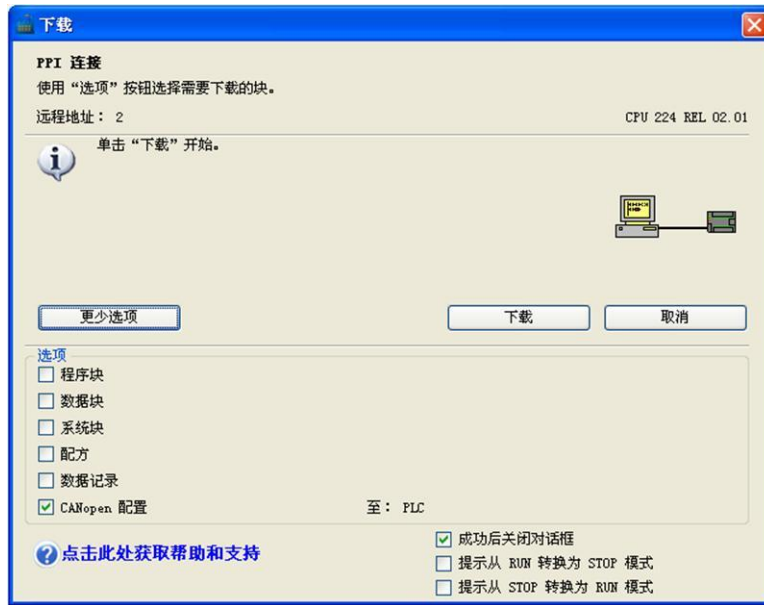 下载
PPI 连接
使用“选项”按钮选择需要下载的块。
远程地址： 2
CPU 224 REL 02.01
单击“下载”开始。
更少选项
下载
取消
选项
程序块
数据块
系统块
配方
数据记录
CANopen 配置
至： PLC
点击此处获取帮助和支持
成功后关闭对话框
提示从 RUN 转换为 STOP 模式
提示从 STOP 转换为 RUN 模式